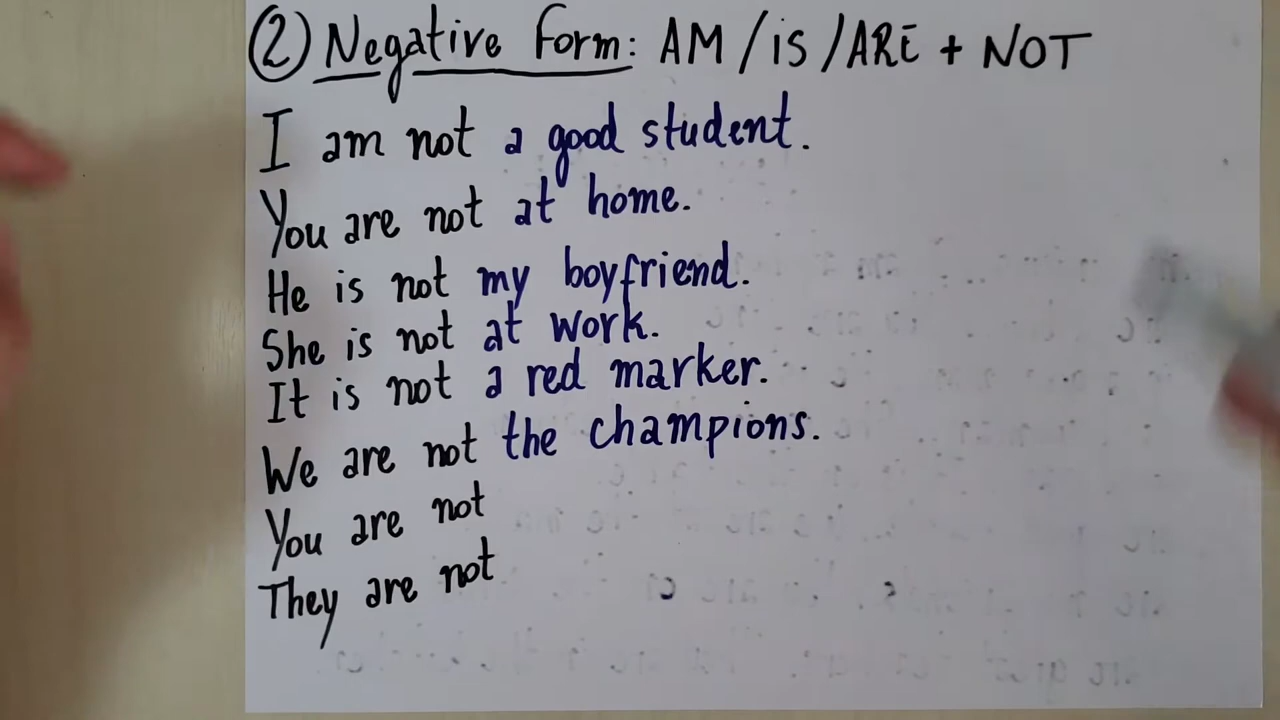 ② Negative Form: AM / iS / ARE + NOT
I am not a good student.
You are not at home.
He is not my boyfriend.
She is not at work.
It is not a red marker.
We are not the champions.
You are not
They are not